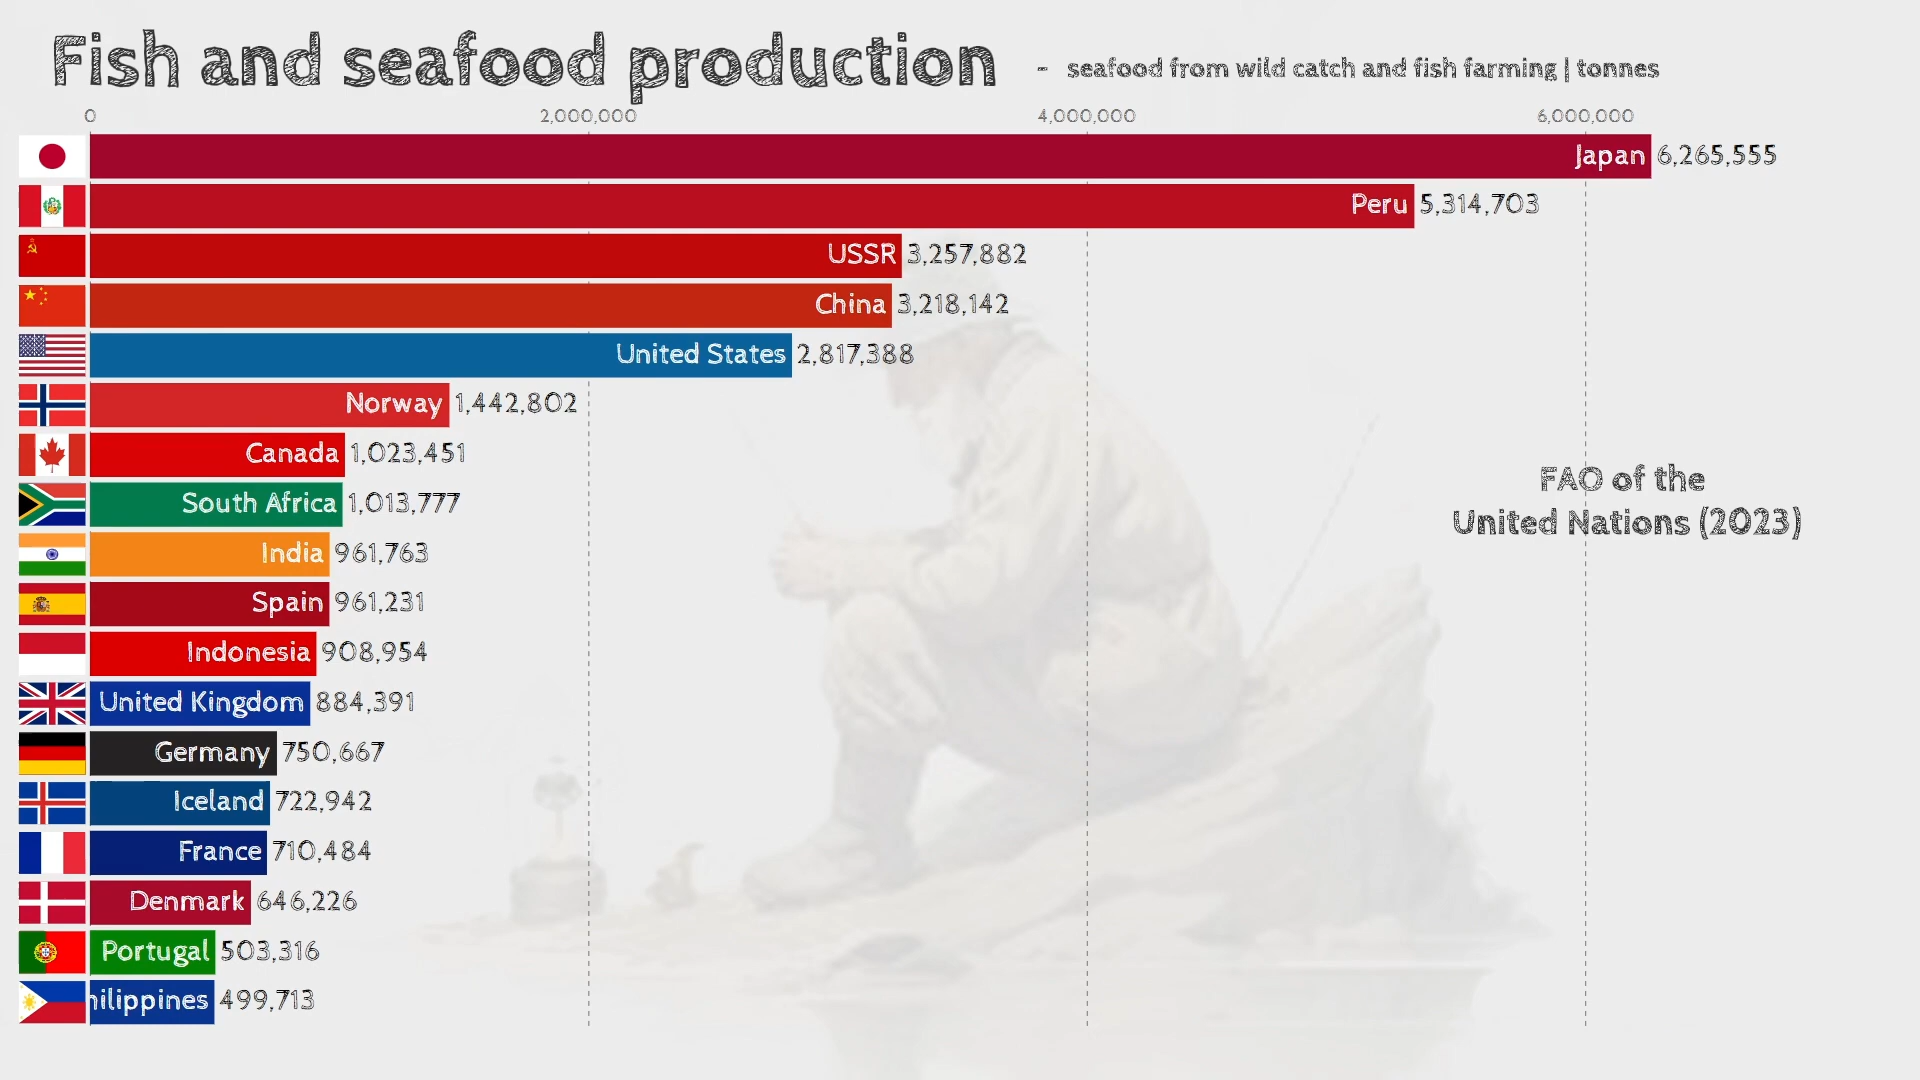 Fish and seafood production - seafood from wild catch and fish farming | tonnes
0 2,000,000 4,000,000 6,000,000
Japan 6,265,555
Peru 5,314,703
USSR 3,257,882
China 3,218,142
United States 2,817,388
Norway 1,442,802
Canada 1,023,451
South Africa 1,013,777
India 961,763
Spain 961,231
Indonesia 908,954
United Kingdom 884,391
Germany 750,667
Iceland 722,942
France 710,484
Denmark 646,226
Portugal 503,316
hilippines 499,713
FAO of the
United Nations (2023)